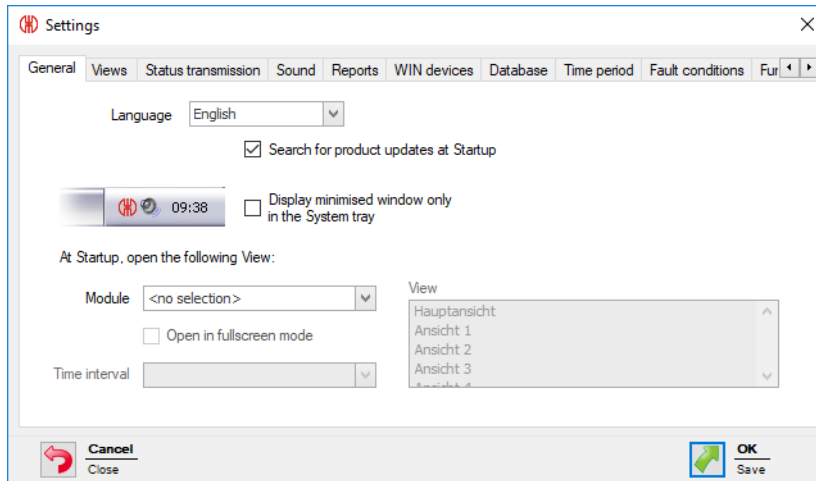 Settings
General Views Status transmission Sound Reports WIN devices Database Time period Fault conditions Fur
Language English
Search for product updates at Startup
09:38
Display minimised window only
in the System tray
At Startup, open the following View:
Module <no selection>
View
Hauptansicht
Ansicht 1
Ansicht 2
Ansicht 3
Ansicht 4
Open in fullscreen mode
Time interval
Cancel
Close
OK
Save